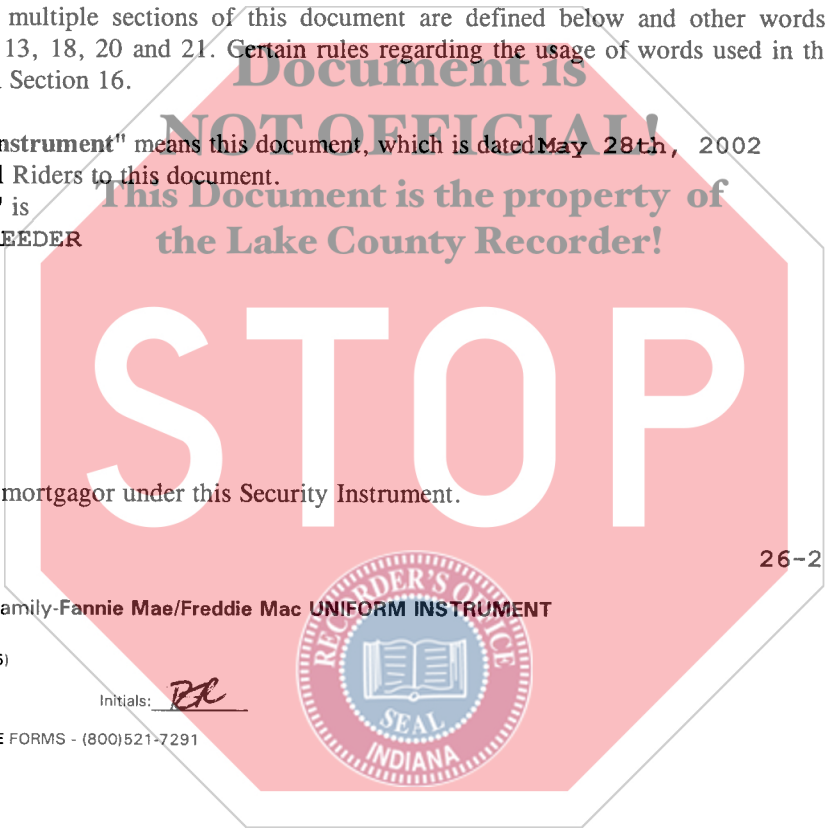 multiple sections of this document are defined below and other words
13, 18, 20 and 21. Certain rules regarding the usage of words used in th
Section 16.
Document is
NOT OFFICIAL!
nstrument" means this document, which is dated May 28th, 2002
Riders to this document.
This Document is the property of
" is
EEDER
the Lake County Recorder!
STOP
mortgagor under this Security Instrument.
26-2
amily-Fannie Mae/Freddie Mac UNIFORM INSTRUMENT
RECORDER'S OFFICE
SEAL
INDIANA
Initials:
E FORMS - (800)521-7291